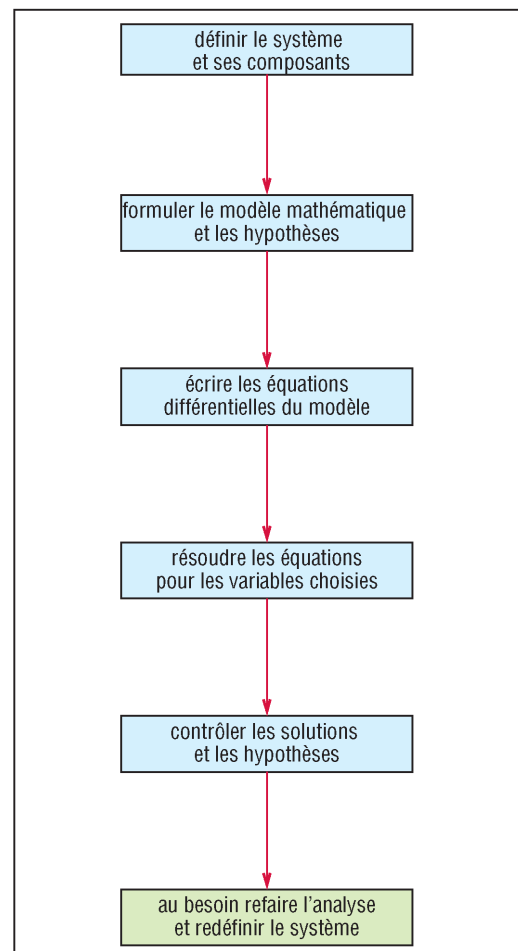 définir le système
et ses composants
formuler le modèle mathématique
et les hypothèses
écrire les équations
différentielles du modèle
résoudre les équations
pour les variables choisies
contrôler les solutions
et les hypothèses
au besoin refaire l'analyse
et redéfinir le système